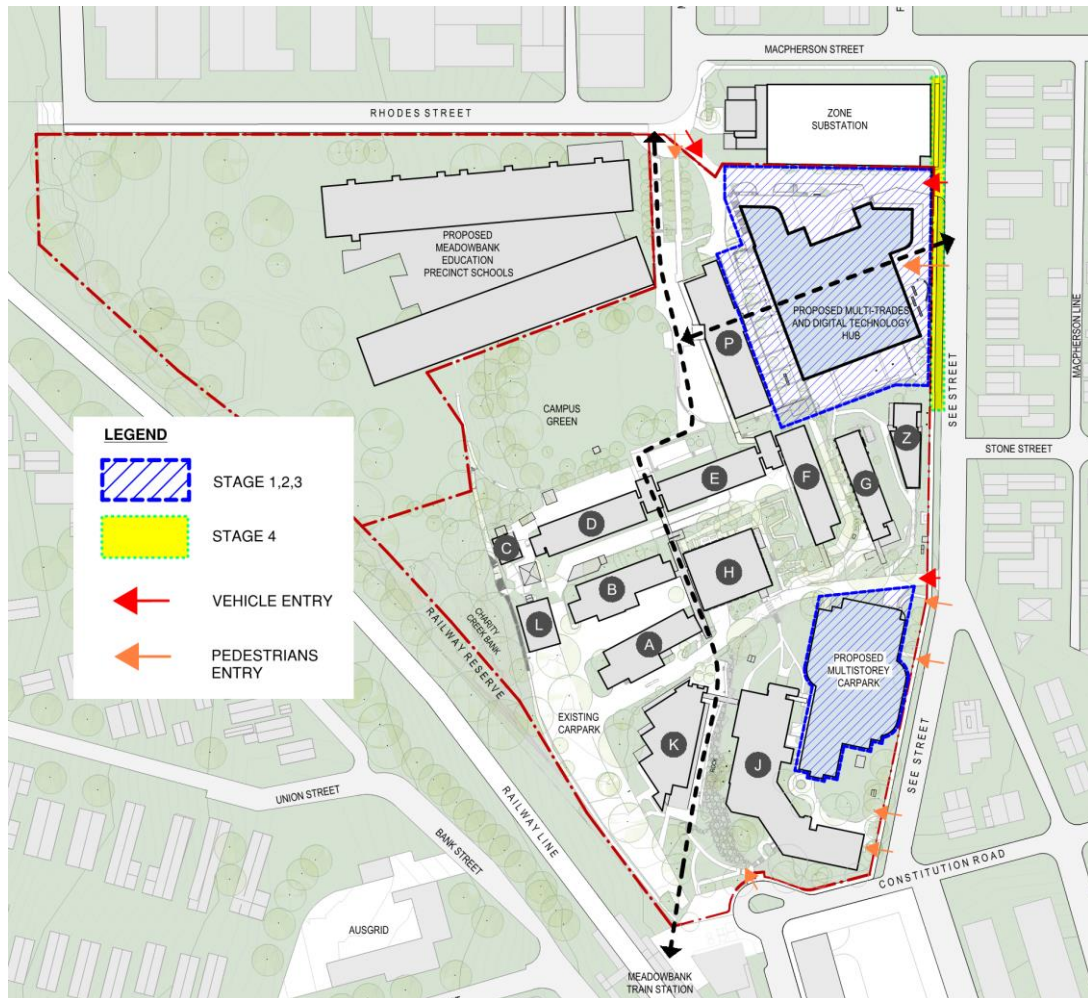 MACPHERSON STREET
RHODES STREET
ZONE
SUBSTATION
PROPOSED
MEADOWBANK
EDUCATION
PRECINCT SCHOOLS
PROPOSED MULTI-TRADES
AND DIGITAL TECHNOLOGY
HUB
P
MACPHERSON LINE
SEE STREET
CAMPUS
GREEN
STONE STREET
Z
LEGEND
STAGE 1,2,3
STAGE 4
VEHICLE ENTRY
PEDESTRIANS
ENTRY
E
F
G
D
C
H
B
L
A
CHARITY
CREEK BANK
RAILWAY RESERVE
PROPOSED
MULTISTOREY
CARPARK
EXISTING
CARPARK
K
J
SEE STREET
UNION STREET
BANK STREET
RAILWAY LINE
CONSTITUTION ROAD
AUSGRID
MEADOWBANK
TRAIN STATION